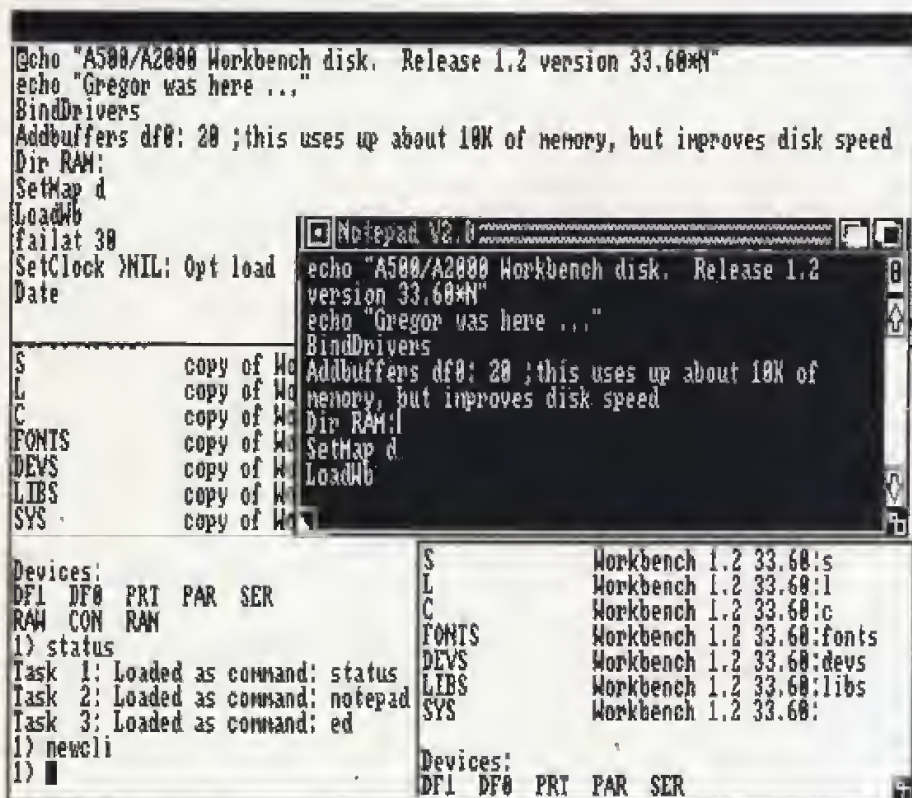 echo "A500/A2000 Workbench disk.  Release 1.2 version 33.60*N"
echo "Gregor was here ..."
BindDrivers
Addbuffers df0: 20 ;this uses up about 10K of memory, but improves disk speed
Dir RAM:
SetMap d
LoadWb
failat 30
SetClock >NIL: Opt load
Date
Notepad V2.0
echo "A500/A2000 Workbench disk.  Release 1.2
version 33.60*N"
echo "Gregor was here ..."
BindDrivers
Addbuffers df0: 20 ;this uses up about 10K of
memory, but improves disk speed
Dir RAM:
SetMap d
LoadWb
S copy of Wo
L copy of Wo
C copy of Wo
FONTS copy of Wo
DEVS copy of Wo
LIBS copy of Wo
SYS copy of Wo
Devices:
DF1 DF0 PRT PAR SER
RAW CON RAM
1) status
Task 1: Loaded as command: status
Task 2: Loaded as command: notepad
Task 3: Loaded as command: ed
1) newcli
1)
S Workbench 1.2 33.60:s
L Workbench 1.2 33.60:l
C Workbench 1.2 33.60:c
FONTS Workbench 1.2 33.60:fonts
DEVS Workbench 1.2 33.60:devs
LIBS Workbench 1.2 33.60:libs
SYS Workbench 1.2 33.60:
Devices:
DF1 DF0 PRT PAR SER